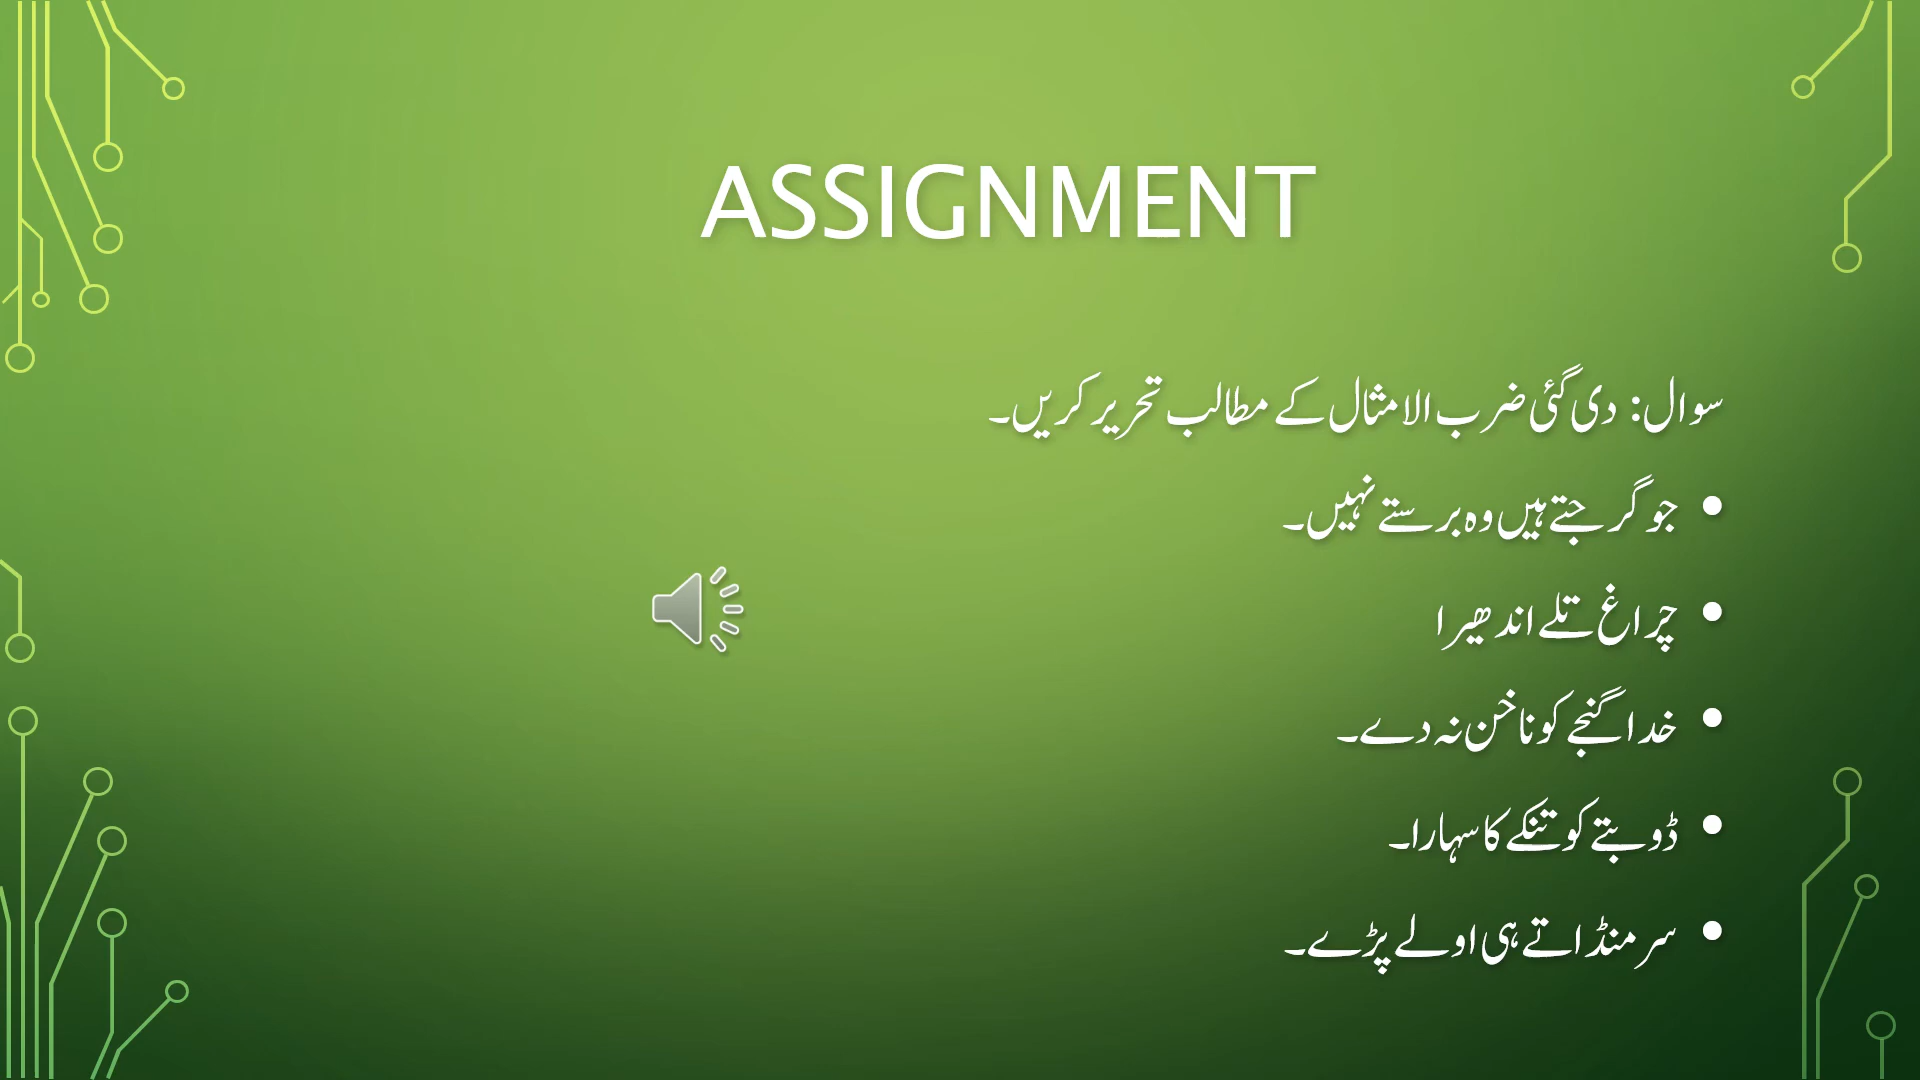 ASSIGNMENT
سوال: دی گئی ضرب الامثال کے مطالب تحریر کریں۔
• جو گرجتے ہیں وہ برستے نہیں۔
• چراغ تلے اندھیرا
• خدا گنجے کو ناخن نہ دے۔
• ڈوبتے کو تنکے کا سہارا۔
• سر منڈاتے ہی اولے پڑے۔